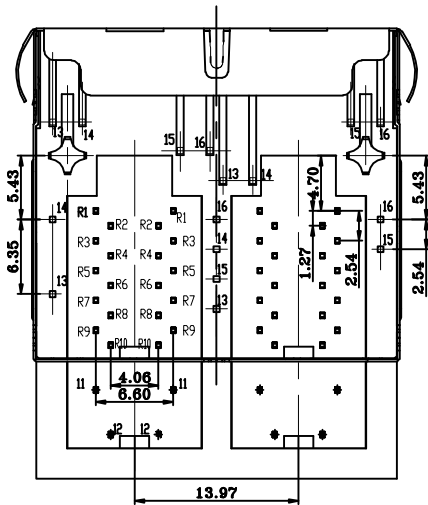 13 14 15 16 13 14 15 16
5.43 4.70 5.43
14 R1 R1 16
R2 R2
6.35 R3 R3 14 1.27 2.54 15 2.54
R4 R4
13 R5 R5 15
R6 R6
R7 R7 13
R8 R8
R9 R9
R10 R10
11 4.06 11
6.60
12 12
13.97